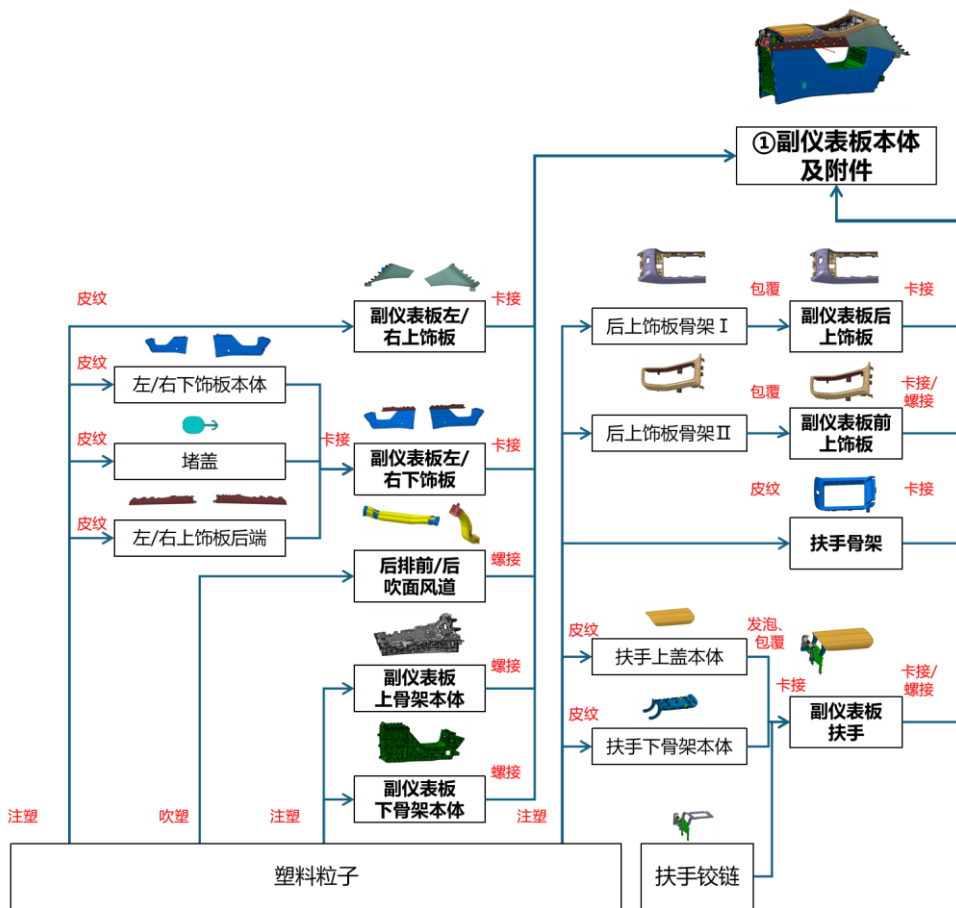 ①副仪表板本体
及附件
皮纹
副仪表板左/
右上饰板
卡接
皮纹
左/右下饰板本体
皮纹
堵盖
卡接
副仪表板左/
右下饰板
卡接
皮纹
左/右上饰板后端
后排前/后
吹面风道
螺接
副仪表板
上骨架本体
螺接
副仪表板
下骨架本体
螺接
注塑
吹塑
注塑
注塑
后上饰板骨架Ⅰ
包覆
副仪表板后
上饰板
卡接
后上饰板骨架Ⅱ
包覆
副仪表板前
上饰板
卡接/
螺接
皮纹
扶手骨架
卡接
皮纹
扶手上盖本体
发泡、
包覆
皮纹
扶手下骨架本体
卡接
副仪表板
扶手
卡接/
螺接
塑料粒子
扶手铰链